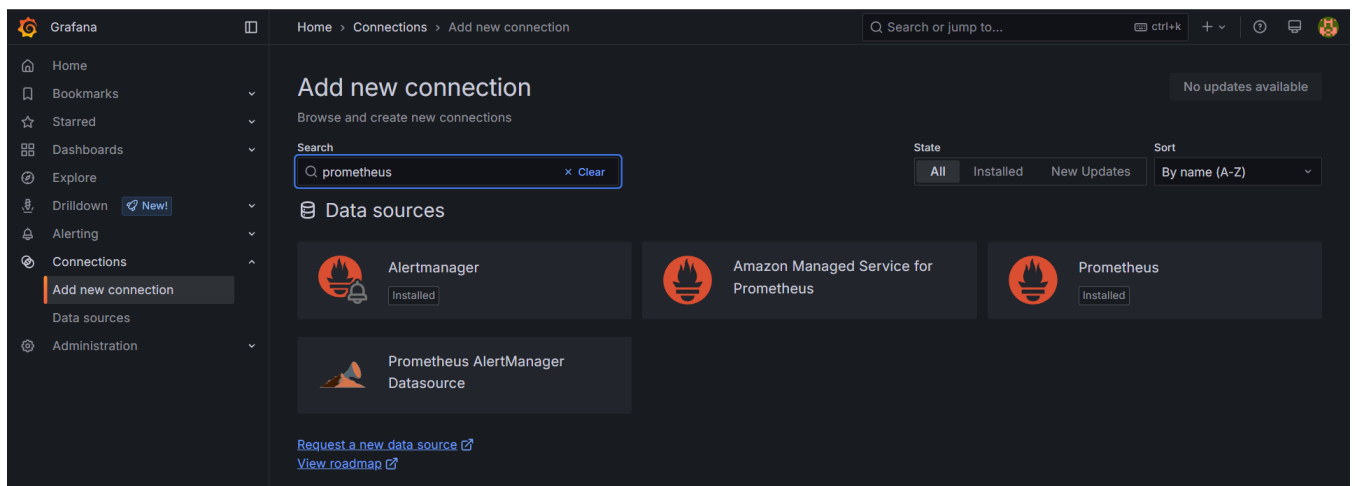 Grafana
Home › Connections › Add new connection
Search or jump to...
ctrl+k
Home
Bookmarks
Starred
Dashboards
Explore
Drilldown New!
Alerting
Connections
Add new connection
Data sources
Administration
Add new connection
No updates available
Browse and create new connections
Search
prometheus × Clear
State
All Installed New Updates
Sort
By name (A-Z)
Data sources
Alertmanager
Installed
Amazon Managed Service for
Prometheus
Prometheus
Installed
Prometheus AlertManager
Datasource
Request a new data source
View roadmap